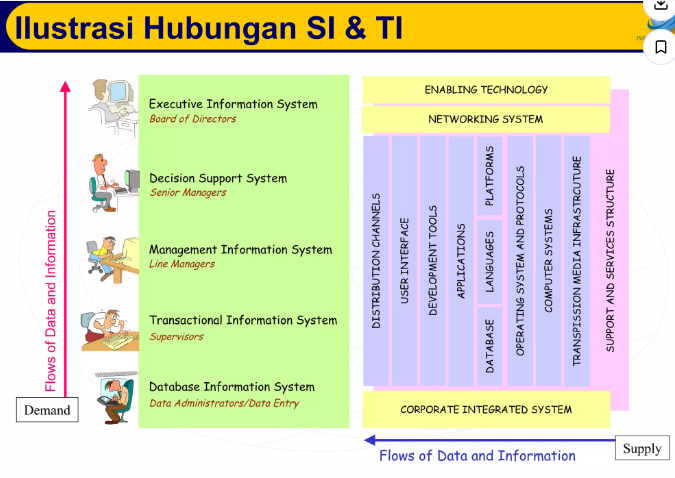 Ilustrasi Hubungan SI & TI
Executive Information System
Board of Directors
Decision Support System
Senior Managers
Management Information System
Line Managers
Transactional Information System
Supervisors
Database Information System
Data Administrators/Data Entry
Flows of Data and Information
Demand
ENABLING TECHNOLOGY
NETWORKING SYSTEM
DISTRIBUTION CHANNELS
USER INTERFACE
DEVELOPMENT TOOLS
APPLICATIONS
PLATFORMS
LANGUAGES
DATABASE
OPERATING SYSTEM AND PROTOCOLS
COMPUTER SYSTEMS
TRANSPISSION MEDIA INFRASTRCUTURE
SUPPORT AND SERVICES STRUCTURE
CORPORATE INTEGRATED SYSTEM
Flows of Data and Information
Supply